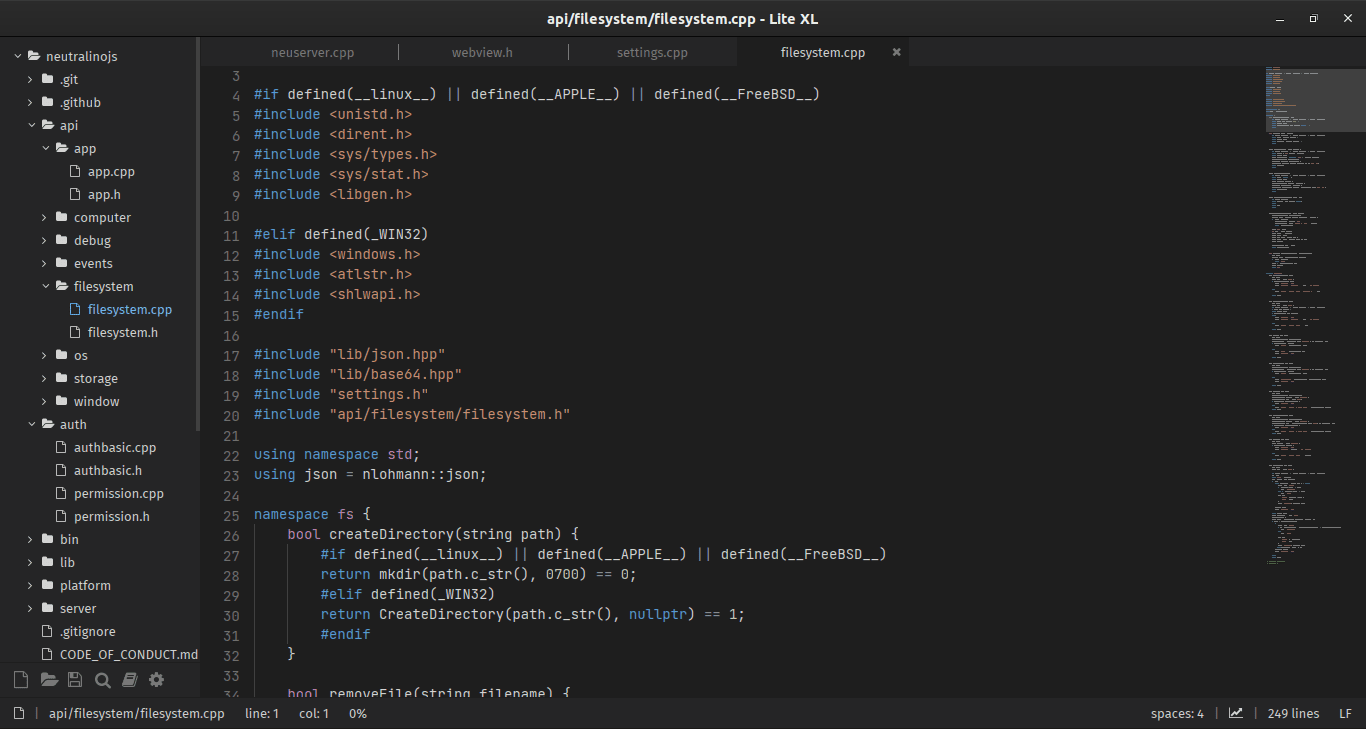 api/filesystem/filesystem.cpp - Lite XL
neutralinojs
.git
.github
api
app
app.cpp
app.h
computer
debug
events
filesystem
filesystem.cpp
filesystem.h
os
storage
window
auth
authbasic.cpp
authbasic.h
permission.cpp
permission.h
bin
lib
platform
server
.gitignore
CODE_OF_CONDUCT.md
neuserver.cpp
webview.h
settings.cpp
filesystem.cpp
3
4 #if defined(__linux__) || defined(__APPLE__) || defined(__FreeBSD__)
5 #include <unistd.h>
6 #include <dirent.h>
7 #include <sys/types.h>
8 #include <sys/stat.h>
9 #include <libgen.h>
10
11 #elif defined(_WIN32)
12 #include <windows.h>
13 #include <atlstr.h>
14 #include <shlwapi.h>
15 #endif
16
17 #include "lib/json.hpp"
18 #include "lib/base64.hpp"
19 #include "settings.h"
20 #include "api/filesystem/filesystem.h"
21
22 using namespace std;
23 using json = nlohmann::json;
24
25 namespace fs {
26     bool createDirectory(string path) {
27         #if defined(__linux__) || defined(__APPLE__) || defined(__FreeBSD__)
28         return mkdir(path.c_str(), 0700) == 0;
29         #elif defined(_WIN32)
30         return CreateDirectory(path.c_str(), nullptr) == 1;
31         #endif
32     }
33
34     bool removeFile(string filename) {
api/filesystem/filesystem.cpp line: 1 col: 1 0% spaces: 4 249 lines LF